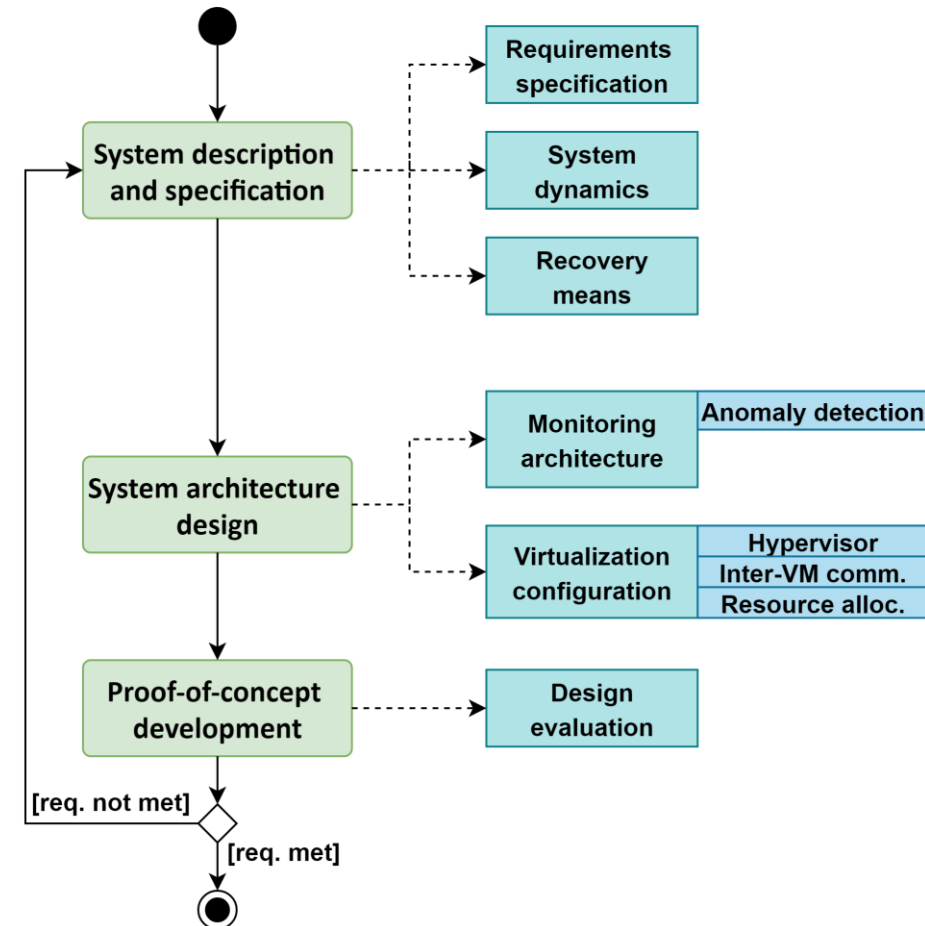 Requirements
specification
System description
and specification
System
dynamics
Recovery
means
Monitoring
architecture
Anomaly detection
System architecture
design
Virtualization
configuration
Hypervisor
Inter-VM comm.
Resource alloc.
Proof-of-concept
development
Design
evaluation
[req. not met]
[req. met]